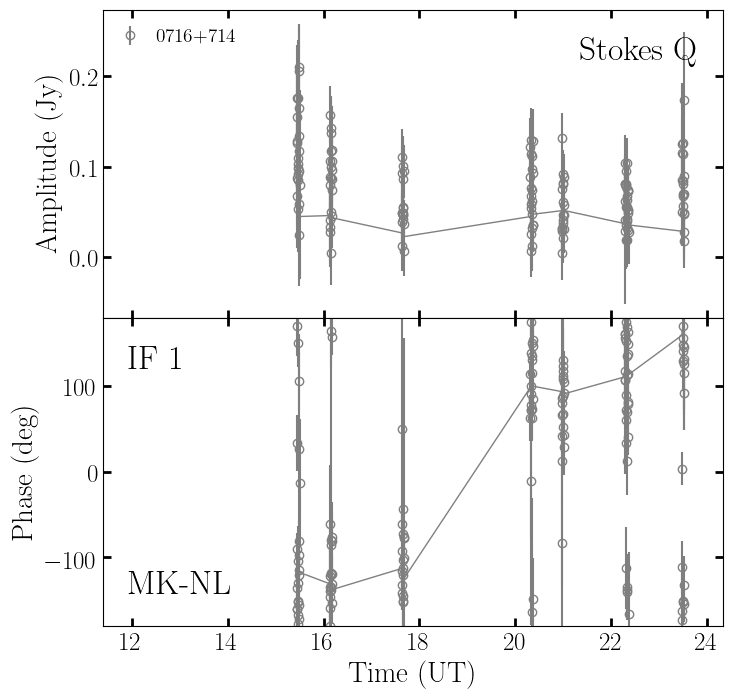 0716+714
Stokes Q
0.2
0.1
0.0
Amplitude (Jy)
IF 1
100
0
−100
Phase (deg)
MK-NL
12 14 16 18 20 22 24
Time (UT)